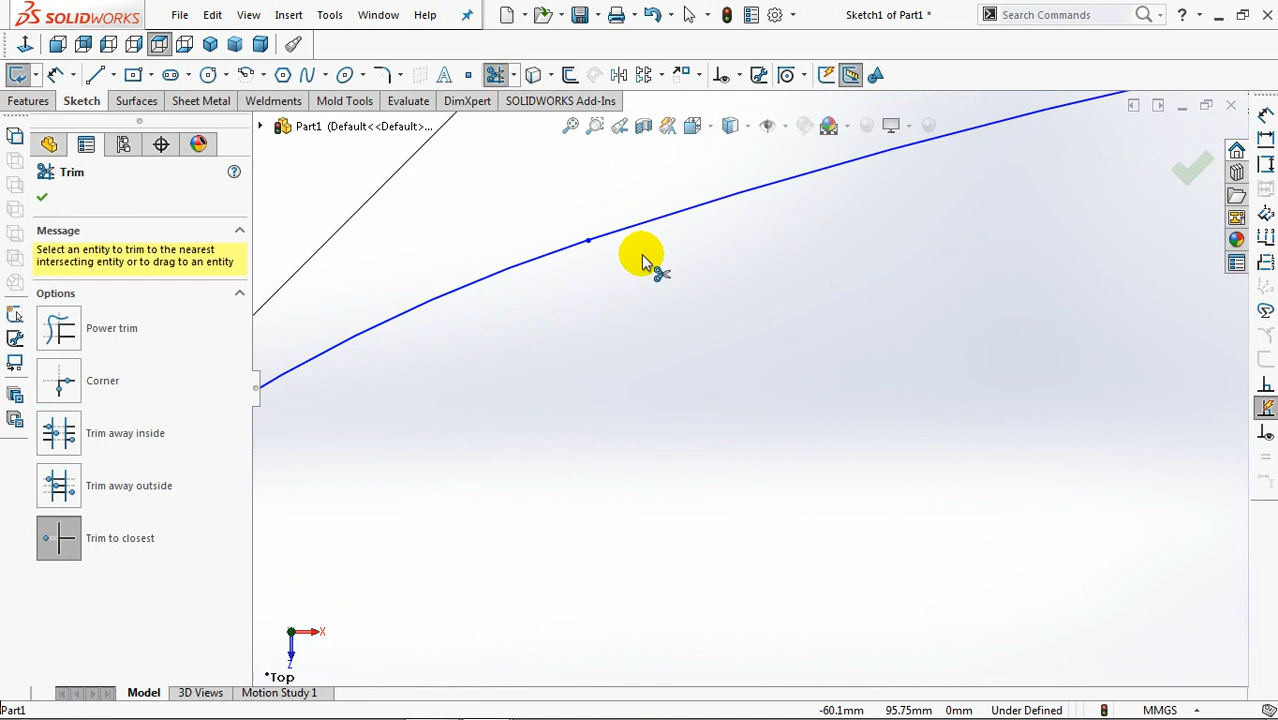 SOLIDWORKS File Edit View Insert Tools Window Help Sketch1 of Part1 * Search Commands ?
Features Sketch Surfaces Sheet Metal Weldments Mold Tools Evaluate DimXpert SOLIDWORKS Add-Ins
Part1 (Default<<Default>...
Trim ?
Message
Select an entity to trim to the nearest
intersecting entity or to drag to an entity
Options
Power trim
Corner
Trim away inside
Trim away outside
Trim to closest
X
Z
*Top
Model 3D Views Motion Study 1
Part1 -60.1mm 95.75mm 0mm Under Defined MMGS